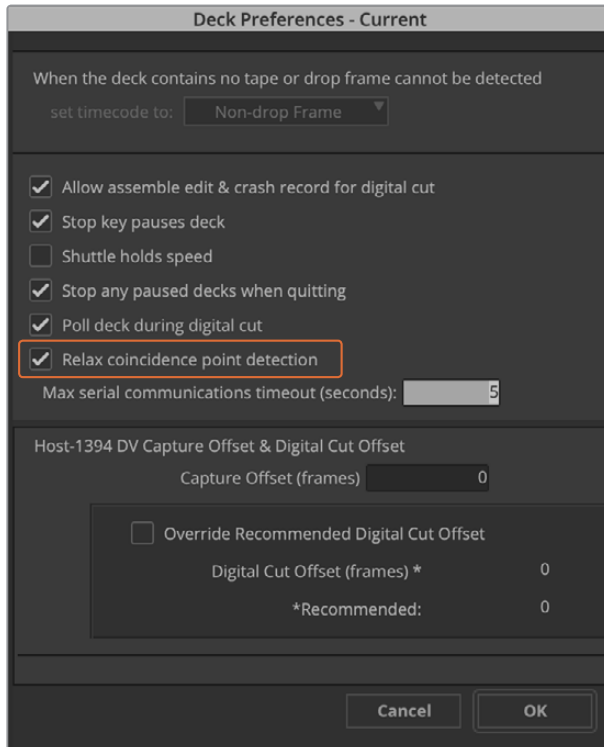 Deck Preferences - Current
When the deck contains no tape or drop frame cannot be detected
set timecode to: Non-drop Frame
Allow assemble edit & crash record for digital cut
Stop key pauses deck
Shuttle holds speed
Stop any paused decks when quitting
Poll deck during digital cut
Relax coincidence point detection
Max serial communications timeout (seconds): 5
Host-1394 DV Capture Offset & Digital Cut Offset
Capture Offset (frames) 0
Override Recommended Digital Cut Offset
Digital Cut Offset (frames) * 0
*Recommended: 0
Cancel OK